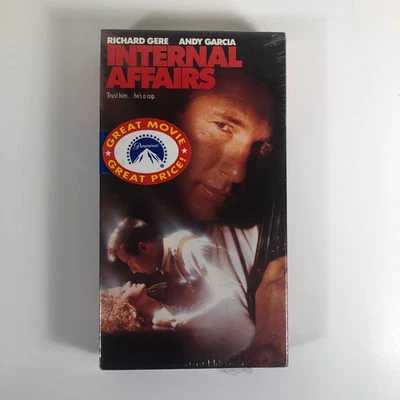 RICHARD GERE ANDY GARCIA
INTERNAL
AFFAIRS
Trust him... he's a cop.
GREAT MOVIE
Paramount
GREAT PRICE!